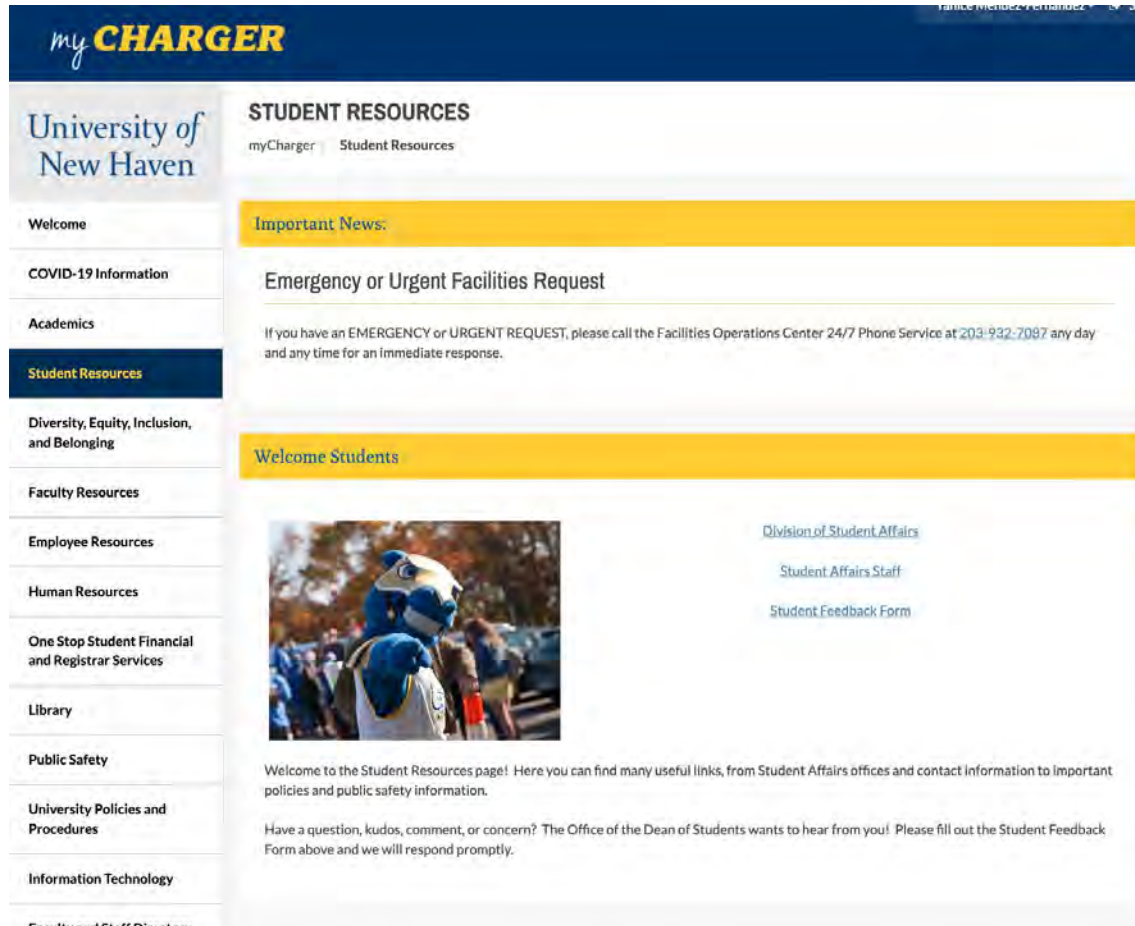 Yanice Mendez-Fernandez
my CHARGER
University of
New Haven
STUDENT RESOURCES
myCharger Student Resources
Welcome
COVID-19 Information
Academics
Student Resources
Diversity, Equity, Inclusion,
and Belonging
Faculty Resources
Employee Resources
Human Resources
One Stop Student Financial
and Registrar Services
Library
Public Safety
University Policies and
Procedures
Information Technology
Faculty and Staff Directory
Important News:
Emergency or Urgent Facilities Request
If you have an EMERGENCY or URGENT REQUEST, please call the Facilities Operations Center 24/7 Phone Service at 203-932-7087 any day
and any time for an immediate response.
Welcome Students
Division of Student Affairs
Student Affairs Staff
Student Feedback Form
Welcome to the Student Resources page! Here you can find many useful links, from Student Affairs offices and contact information to important
policies and public safety information.
Have a question, kudos, comment, or concern? The Office of the Dean of Students wants to hear from you! Please fill out the Student Feedback
Form above and we will respond promptly.